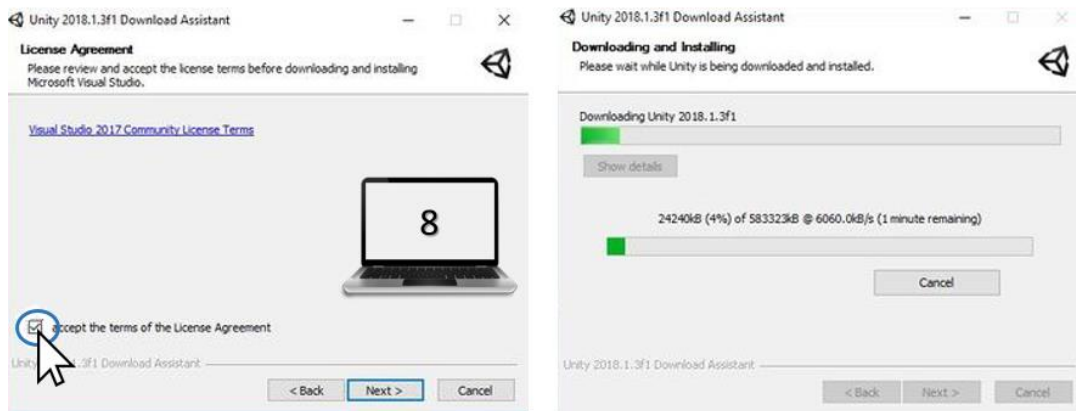 Unity 2018.1.3f1 Download Assistant
License Agreement
Please review and accept the license terms before downloading and installing
Microsoft Visual Studio.
Visual Studio 2017 Community License Terms
8
accept the terms of the License Agreement
Unity .3f1 Download Assistant
< Back Next > Cancel
Unity 2018.1.3f1 Download Assistant
Downloading and Installing
Please wait while Unity is being downloaded and installed.
Downloading Unity 2018.1.3f1
Show details
24240kB (4%) of 583323kB @ 6060.0kB/s (1 minute remaining)
Cancel
Unity 2018.1.3f1 Download Assistant
< Back Next > Cancel